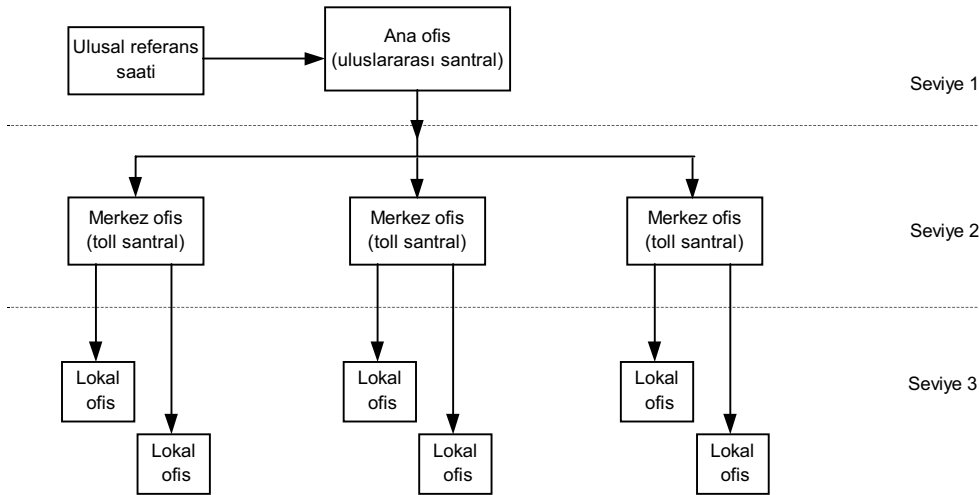 Ulusal referans
saati
Ana ofis
(uluslararası santral)
Seviye 1
Merkez ofis
(toll santral)
Merkez ofis
(toll santral)
Merkez ofis
(toll santral)
Seviye 2
Lokal
ofis
Lokal
ofis
Lokal
ofis
Seviye 3
Lokal
ofis
Lokal
ofis
Lokal
ofis